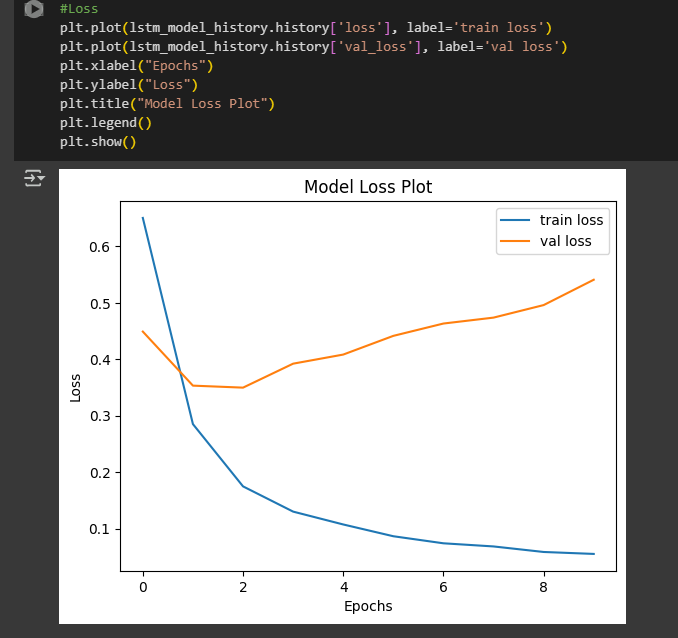 #Loss
plt.plot(lstm_model_history.history['loss'], label='train loss')
plt.plot(lstm_model_history.history['val_loss'], label='val loss')
plt.xlabel("Epochs")
plt.ylabel("Loss")
plt.title("Model Loss Plot")
plt.legend()
plt.show()
Model Loss Plot
train loss
val loss
0.6
0.5
0.4
0.3
0.2
0.1
Loss
0 2 4 6 8
Epochs